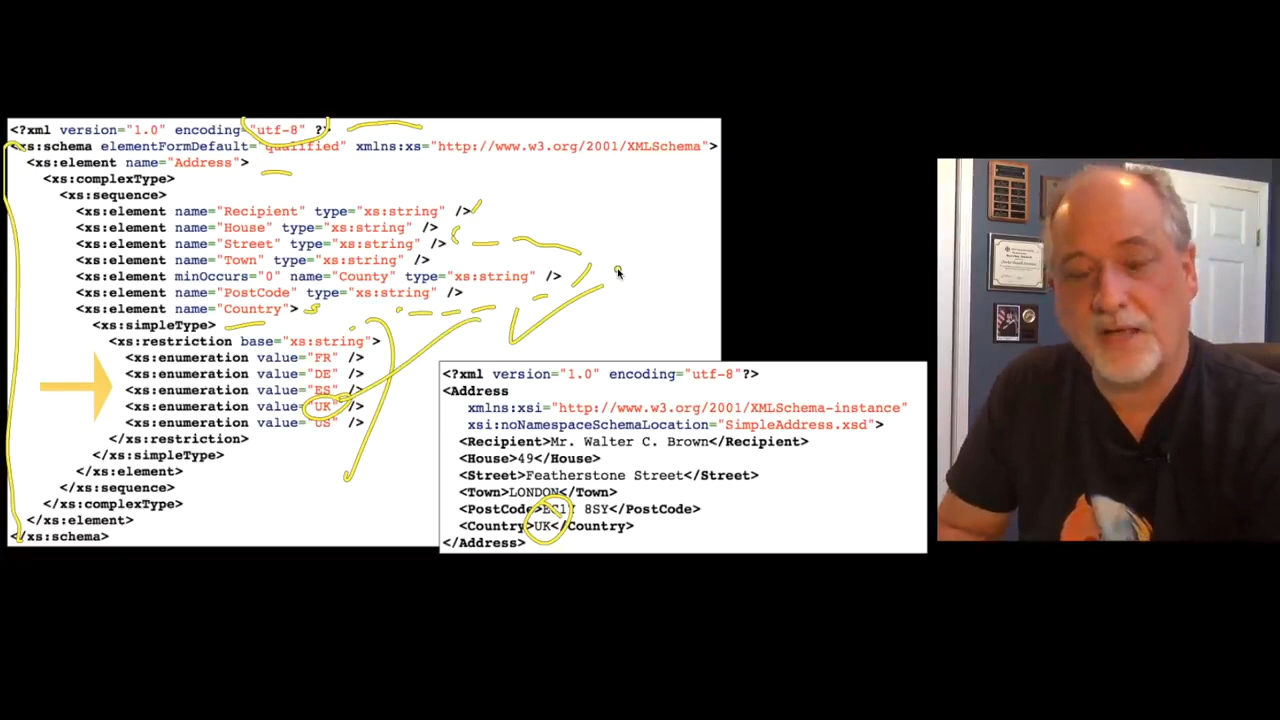 <?xml version="1.0" encoding="utf-8" ?>
<xs:schema elementFormDefault="qualified" xmlns:xs="http://www.w3.org/2001/XMLSchema">
<xs:element name="Address">
<xs:complexType>
<xs:sequence>
<xs:element name="Recipient" type="xs:string" />
<xs:element name="House" type="xs:string" />
<xs:element name="Street" type="xs:string" />
<xs:element name="Town" type="xs:string" />
<xs:element minOccurs="0" name="County" type="xs:string" />
<xs:element name="PostCode" type="xs:string" />
<xs:element name="Country">
<xs:simpleType>
<xs:restriction base="xs:string">
<xs:enumeration value="FR" />
<xs:enumeration value="DE" />
<xs:enumeration value="ES" />
<xs:enumeration value="UK" />
<xs:enumeration value="US" />
</xs:restriction>
</xs:simpleType>
</xs:element>
</xs:sequence>
</xs:complexType>
</xs:element>
</xs:schema>
<?xml version="1.0" encoding="utf-8"?>
<Address
xmlns:xsi="http://www.w3.org/2001/XMLSchema-instance"
xsi:noNamespaceSchemaLocation="SimpleAddress.xsd">
<Recipient>Mr. Walter C. Brown</Recipient>
<House>49</House>
<Street>Featherstone Street</Street>
<Town>LONDON</Town>
<PostCode>EC1Y 8SY</PostCode>
<Country>UK</Country>
</Address>